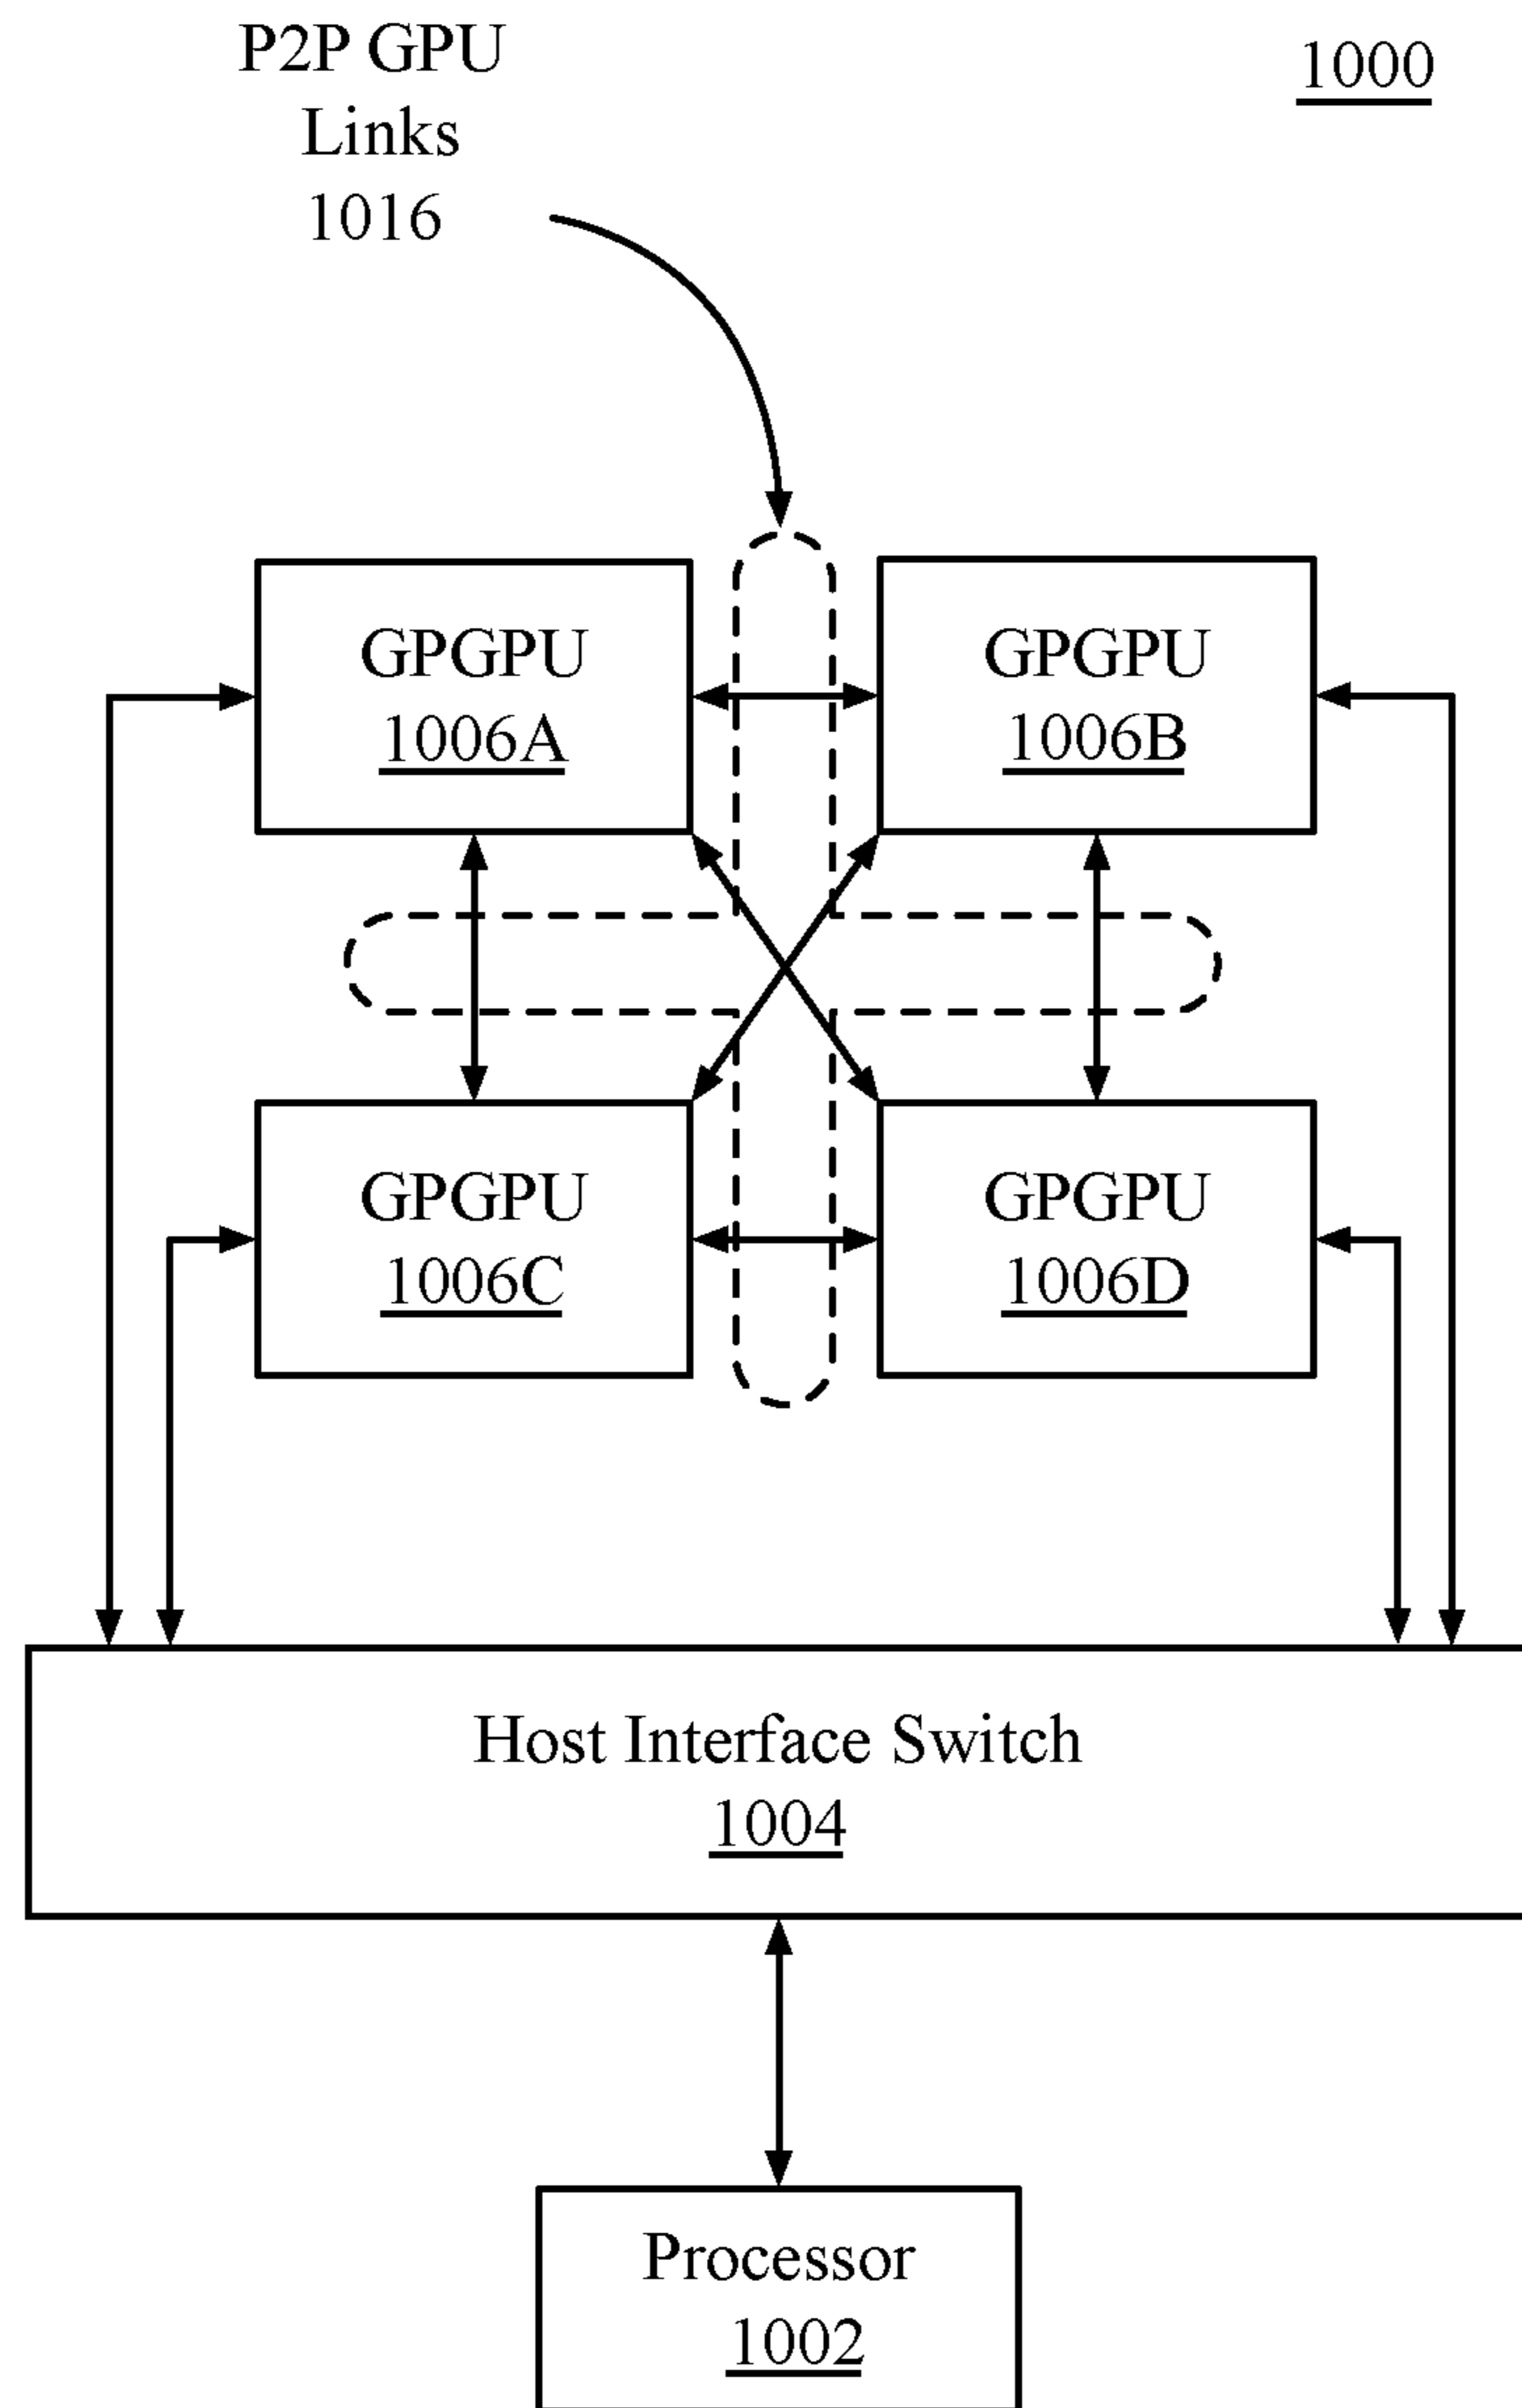 P2P GPU
Links
1016
1000
GPGPU
1006A
GPGPU
1006B
GPGPU
1006C
GPGPU
1006D
Host Interface Switch
1004
Processor
1002